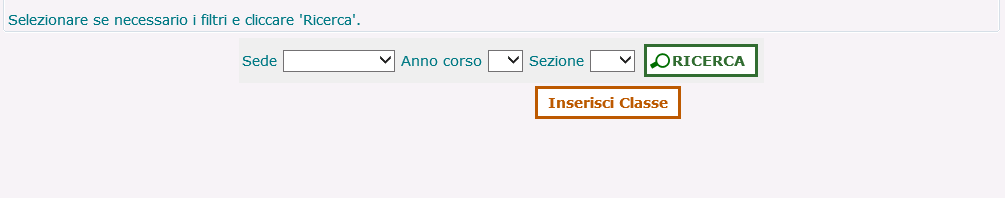 Selezionare se necessario i filtri e cliccare 'Ricerca'.
Sede Anno corso Sezione RICERCA
Inserisci Classe